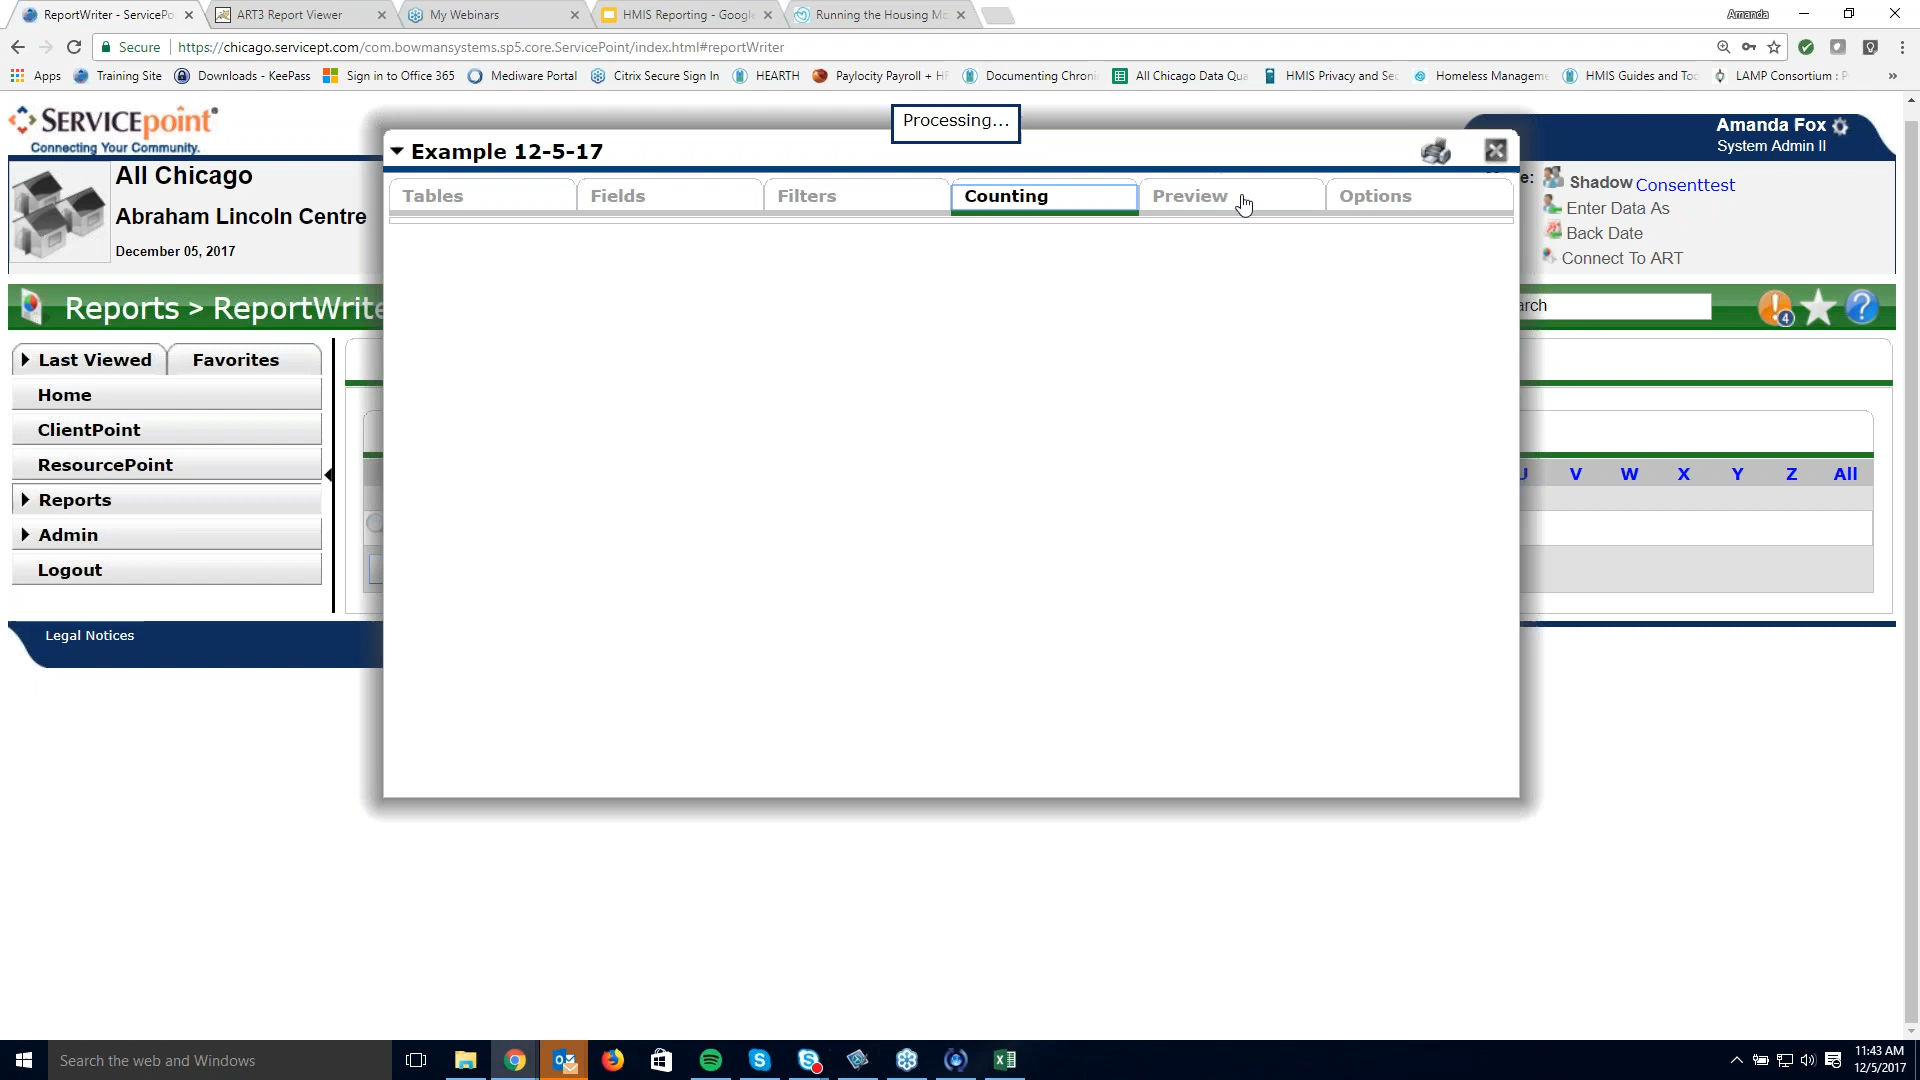 ReportWriter - ServicePo
ART3 Report Viewer
My Webinars
HMIS Reporting - Google
Running the Housing Mo
Amanda
Secure
https://chicago.servicept.com/com.bowmansystems.sp5.core.ServicePoint/index.html#reportWriter
Apps
Training Site
Downloads - KeePass
Sign in to Office 365
Mediware Portal
Citrix Secure Sign In
HEARTH
Paylocity Payroll + H
Documenting Chroni
All Chicago Data Qua
HMIS Privacy and Sec
Homeless Manageme
HMIS Guides and Too
LAMP Consortium : P
»
SERVICEpoint
Connecting Your Community.
Processing...
Amanda Fox
System Admin II
All Chicago
Abraham Lincoln Centre
December 05, 2017
Example 12-5-17
Tables
Fields
Filters
Counting
Preview
Options
e:
Shadow Consenttest
Enter Data As
Back Date
Connect To ART
Reports > ReportWrite
arch
4
?
Last Viewed
Favorites
Home
ClientPoint
ResourcePoint
Reports
Admin
Logout
U V W X Y Z All
Legal Notices
Search the web and Windows
11:43 AM
12/5/2017